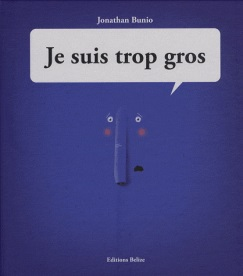 Jonathan Bunio
Je suis trop gros
Editions Belize